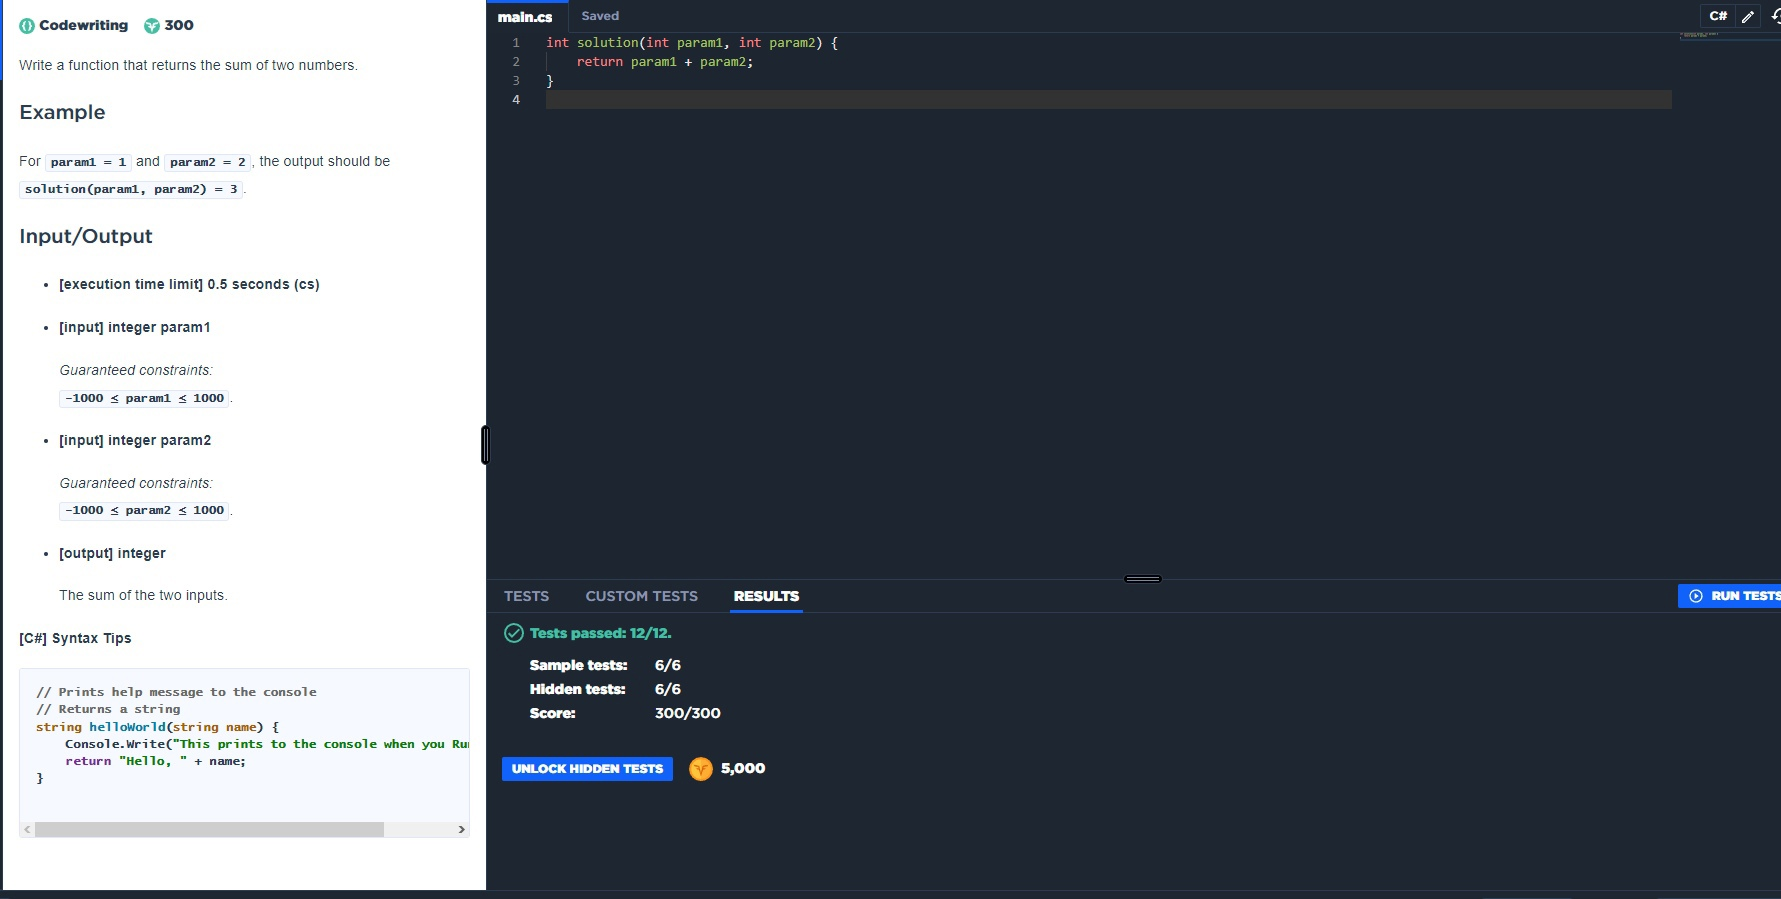 Codewriting 300
Write a function that returns the sum of two numbers.
Example
For param1 = 1 and param2 = 2, the output should be
solution(param1, param2) = 3.
Input/Output
• [execution time limit] 0.5 seconds (cs)
• [input] integer param1
Guaranteed constraints:
-1000 ≤ param1 ≤ 1000.
• [input] integer param2
Guaranteed constraints:
-1000 ≤ param2 ≤ 1000.
• [output] integer
The sum of the two inputs.
[C#] Syntax Tips
// Prints help message to the console
// Returns a string
string helloWorld(string name) {
    Console.Write("This prints to the console when you Ru
    return "Hello, " + name;
}
main.cs Saved C#
1 int solution(int param1, int param2) {
2     return param1 + param2;
3 }
4
TESTS CUSTOM TESTS RESULTS RUN TESTS
Tests passed: 12/12.
Sample tests: 6/6
Hidden tests: 6/6
Score: 300/300
UNLOCK HIDDEN TESTS 5,000